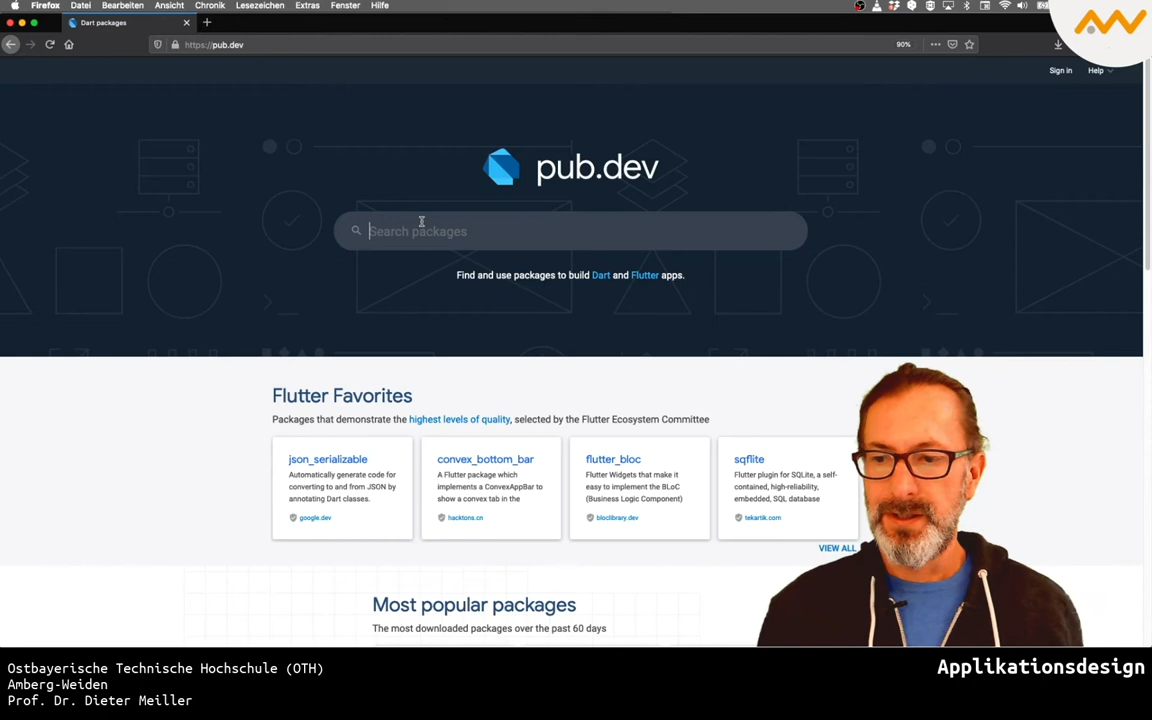 Firefox Datei Bearbeiten Ansicht Chronik Lesezeichen Extras Fenster Hilfe
Dart packages
https://pub.dev
90%
Sign in Help
pub.dev
Search packages
Find and use packages to build Dart and Flutter apps.
Flutter Favorites
Packages that demonstrate the highest levels of quality, selected by the Flutter Ecosystem Committee
json_serializable
Automatically generate code for
converting to and from JSON by
annotating Dart classes.
google.dev
convex_bottom_bar
A Flutter package which
implements a ConvexAppBar to
show a convex tab in the
hacktons.cn
flutter_bloc
Flutter Widgets that make it
easy to implement the BLoC
(Business Logic Component)
bloclibrary.dev
sqflite
Flutter plugin for SQLite, a self-
contained, high-reliability,
embedded, SQL database
tekartik.com
VIEW ALL
Most popular packages
The most downloaded packages over the past 60 days
Ostbayerische Technische Hochschule (OTH)
Amberg-Weiden
Prof. Dr. Dieter Meiller
Applikationsdesign